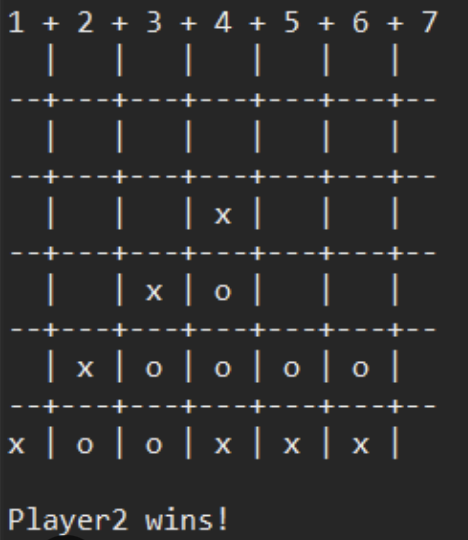 1 + 2 + 3 + 4 + 5 + 6 + 7
  |   |   |   |   |   |
--+---+---+---+---+---+--
  |   |   |   |   |   |
--+---+---+---+---+---+--
  |   |   | x |   |   |
--+---+---+---+---+---+--
  |   | x | o |   |   |
--+---+---+---+---+---+--
  | x | o | o | o | o |
--+---+---+---+---+---+--
x | o | o | x | x | x |
Player2 wins!